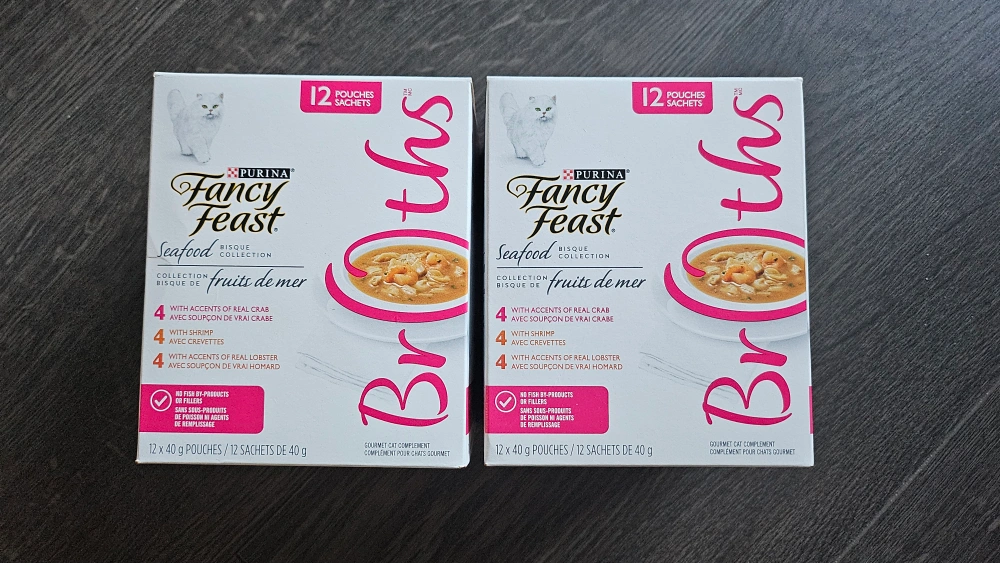 12 POUCHES
SACHETS
Broths™ MC
PURINA®
Fancy
Feast®
Seafood BISQUE
COLLECTION
COLLECTION
BISQUE DE fruits de mer
4 WITH ACCENTS OF REAL CRAB
AVEC SOUPÇON DE VRAI CRABE
4 WITH SHRIMP
AVEC CREVETTES
4 WITH ACCENTS OF REAL LOBSTER
AVEC SOUPÇON DE VRAI HOMARD
NO FISH BY-PRODUCTS
OR FILLERS
SANS SOUS-PRODUITS
DE POISSON NI AGENTS
DE REMPLISSAGE
12 x 40 g POUCHES / 12 SACHETS DE 40 g
GOURMET CAT COMPLEMENT
COMPLÉMENT POUR CHATS GOURMET
12 POUCHES
SACHETS
Broths™ MC
PURINA®
Fancy
Feast®
Seafood BISQUE
COLLECTION
COLLECTION
BISQUE DE fruits de mer
4 WITH ACCENTS OF REAL CRAB
AVEC SOUPÇON DE VRAI CRABE
4 WITH SHRIMP
AVEC CREVETTES
4 WITH ACCENTS OF REAL LOBSTER
AVEC SOUPÇON DE VRAI HOMARD
NO FISH BY-PRODUCTS
OR FILLERS
SANS SOUS-PRODUITS
DE POISSON NI AGENTS
DE REMPLISSAGE
12 x 40 g POUCHES / 12 SACHETS DE 40 g
GOURMET CAT COMPLEMENT
COMPLÉMENT POUR CHATS GOURMET